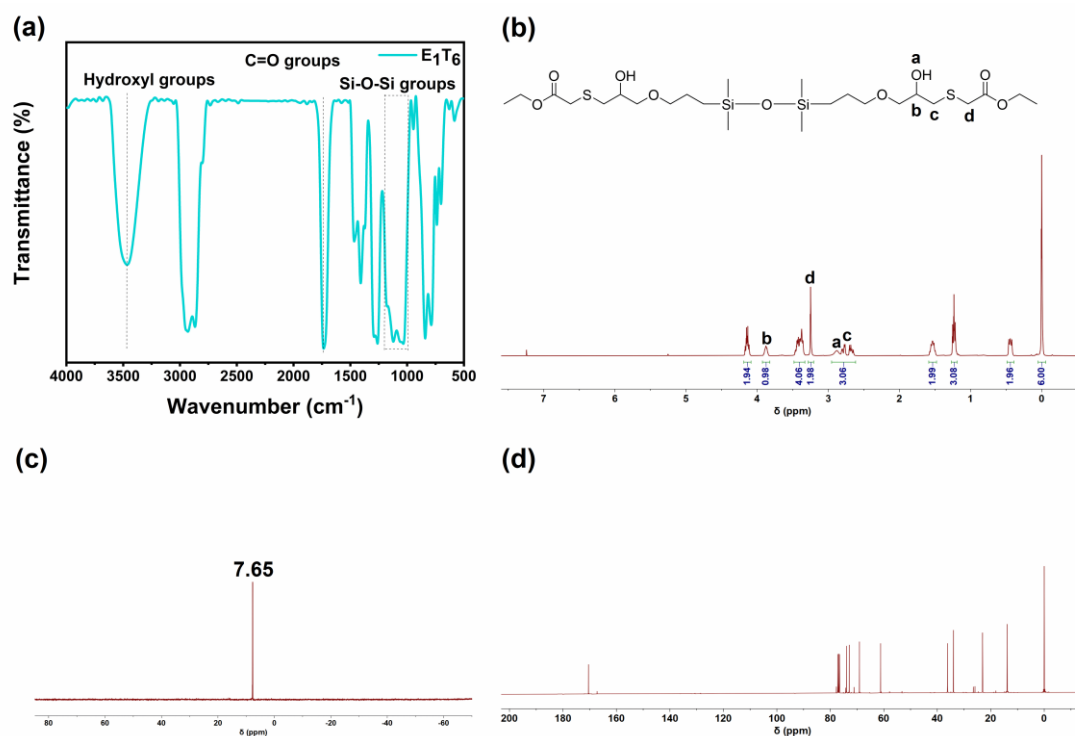 (a)
E1T6
C=O groups
Hydroxyl groups
Si-O-Si groups
Transmittance (%)
4000 3500 3000 2500 2000 1500 1000 500
Wavenumber (cm-1)
(b)
a
OH O OH O
O S O Si O Si O S O
b c d
d
b a c
1.94 0.98 4.06 1.98 3.06 1.99 3.08 1.96 6.00
7 6 5 4 3 2 1 0
δ (ppm)
(c)
7.65
80 60 40 20 0 -20 -40 -60
δ (ppm)
(d)
200 180 160 140 120 100 80 60 40 20 0
δ (ppm)